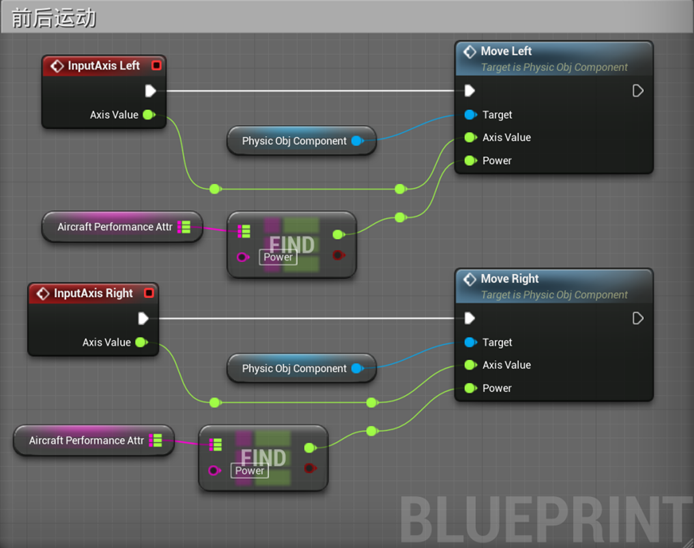 前后运动
InputAxis Left
Axis Value
Physic Obj Component
Move Left
Target is Physic Obj Component
Target
Axis Value
Power
Aircraft Performance Attr
FIND
Power
InputAxis Right
Axis Value
Physic Obj Component
Move Right
Target is Physic Obj Component
Target
Axis Value
Power
Aircraft Performance Attr
FIND
Power
BLUEPRINT